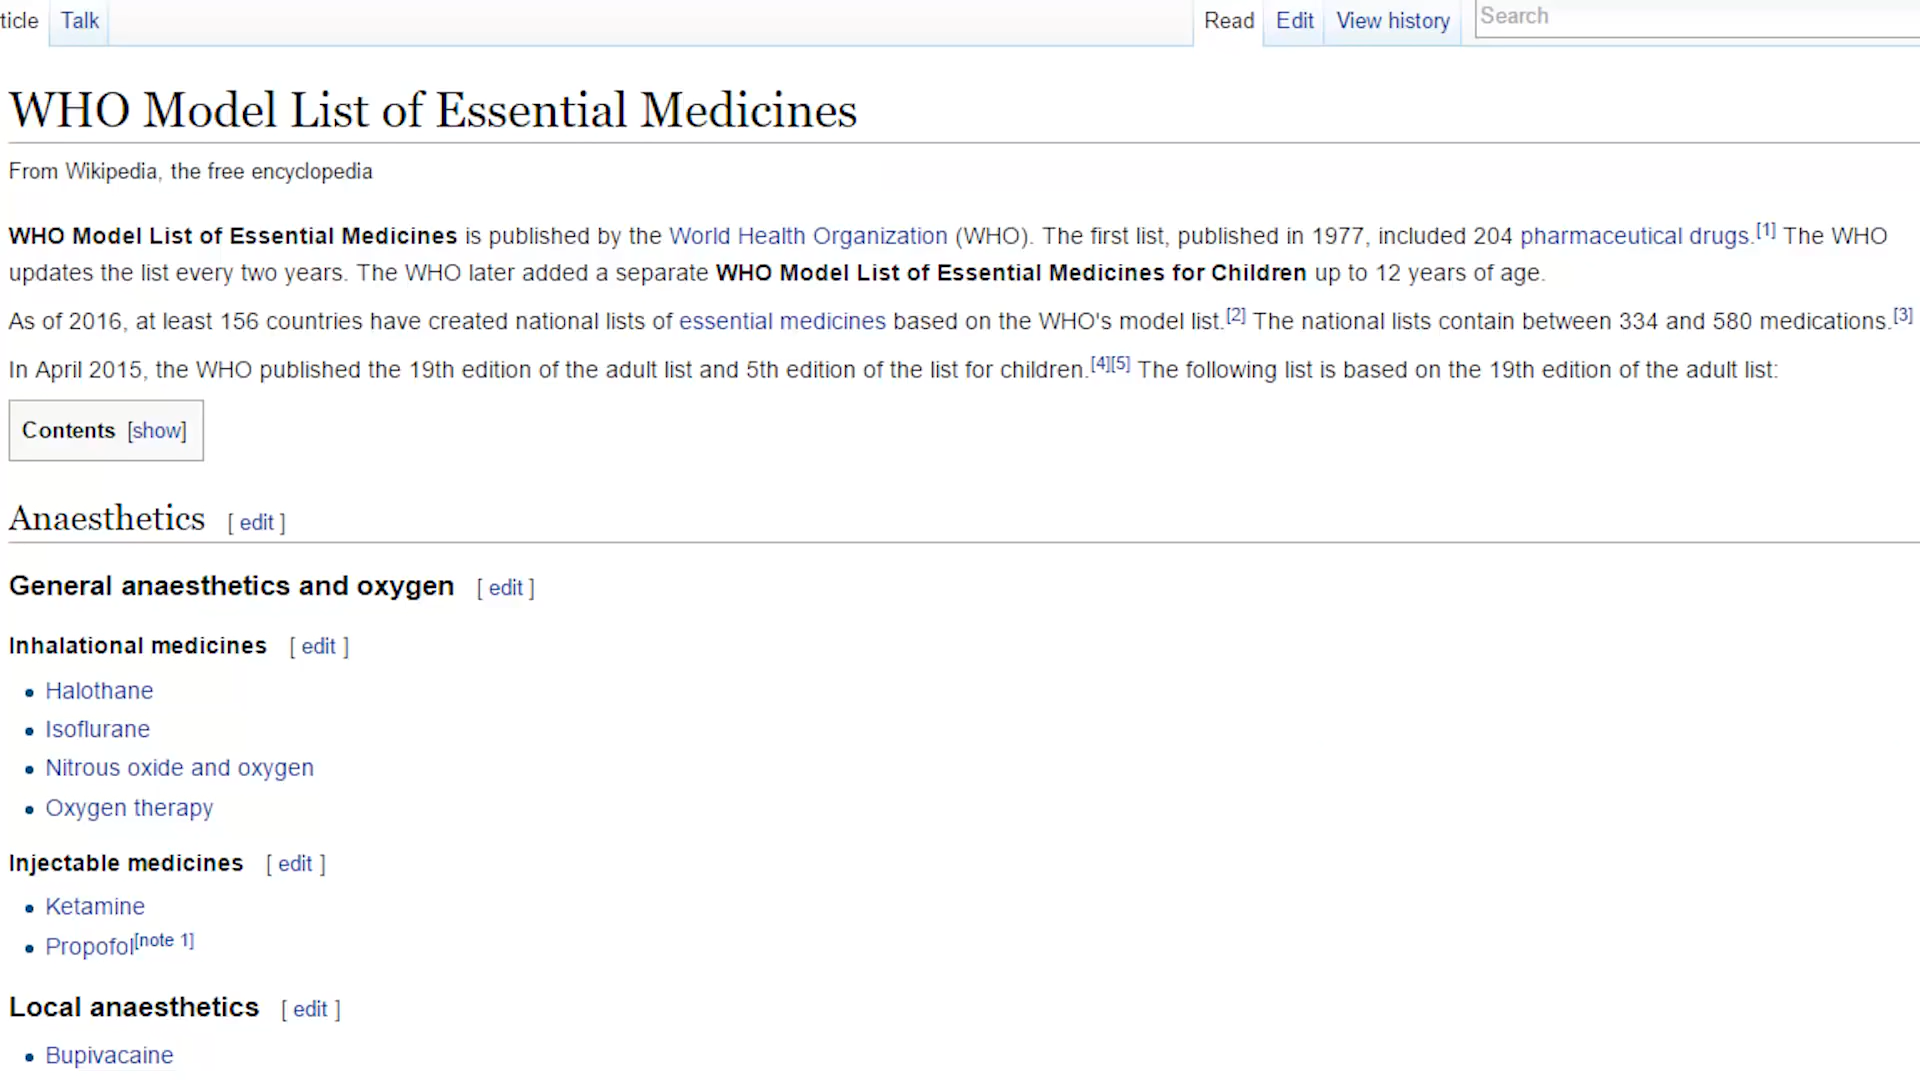 ticle Talk Read Edit View history Search
WHO Model List of Essential Medicines
From Wikipedia, the free encyclopedia
WHO Model List of Essential Medicines is published by the World Health Organization (WHO). The first list, published in 1977, included 204 pharmaceutical drugs.[1] The WHO
updates the list every two years. The WHO later added a separate WHO Model List of Essential Medicines for Children up to 12 years of age.
As of 2016, at least 156 countries have created national lists of essential medicines based on the WHO's model list.[2] The national lists contain between 334 and 580 medications.[3]
In April 2015, the WHO published the 19th edition of the adult list and 5th edition of the list for children.[4][5] The following list is based on the 19th edition of the adult list:
Contents [show]
Anaesthetics [ edit ]
General anaesthetics and oxygen [ edit ]
Inhalational medicines [ edit ]
• Halothane
• Isoflurane
• Nitrous oxide and oxygen
• Oxygen therapy
Injectable medicines [ edit ]
• Ketamine
• Propofol[note 1]
Local anaesthetics [ edit ]
• Bupivacaine